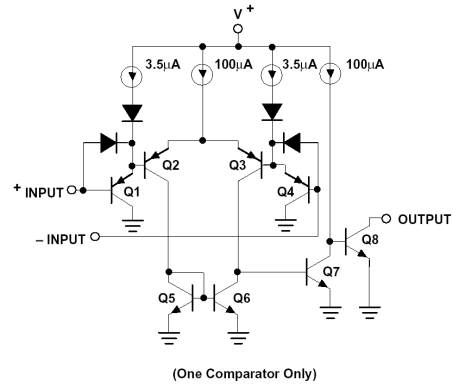 V +
3.5µA 100µA 3.5µA 100µA
Q1 Q2 Q3 Q4
+ INPUT
– INPUT
OUTPUT
Q8
Q7
Q5 Q6
(One Comparator Only)